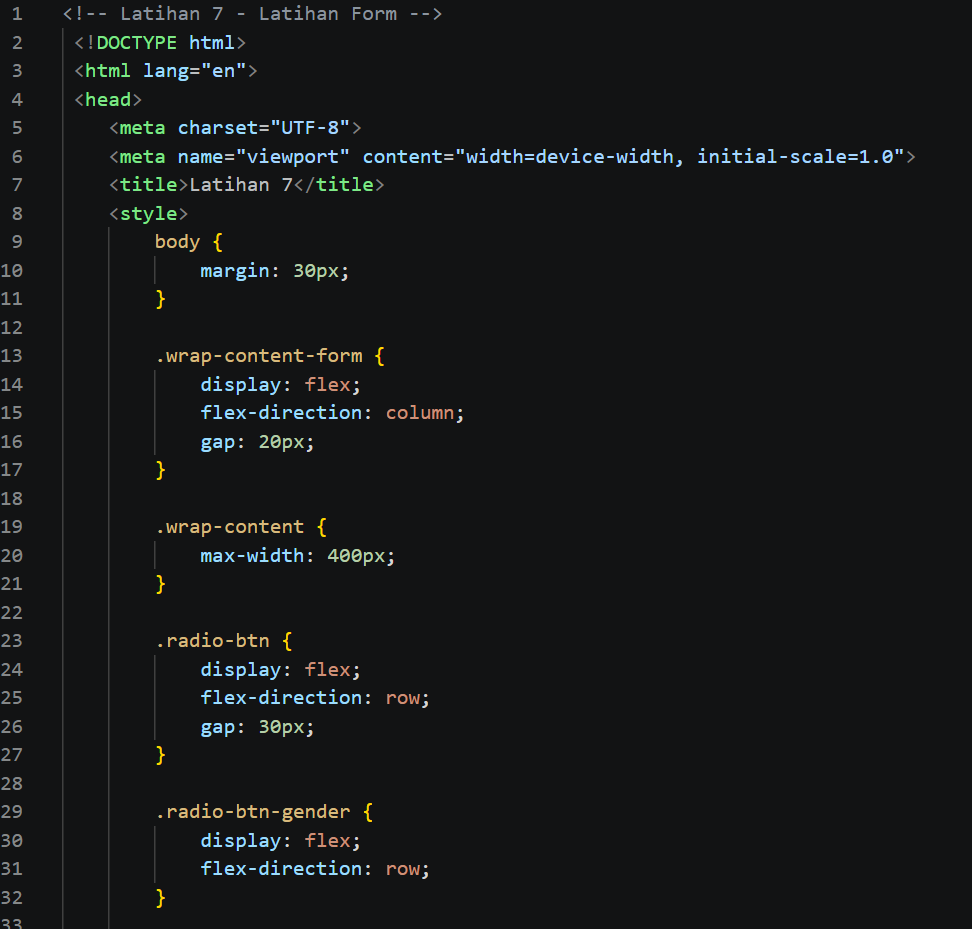 1 <!-- Latihan 7 - Latihan Form -->
2 <!DOCTYPE html>
3 <html lang="en">
4 <head>
5 <meta charset="UTF-8">
6 <meta name="viewport" content="width=device-width, initial-scale=1.0">
7 <title>Latihan 7</title>
8 <style>
9 body {
10 margin: 30px;
11 }
12
13 .wrap-content-form {
14 display: flex;
15 flex-direction: column;
16 gap: 20px;
17 }
18
19 .wrap-content {
20 max-width: 400px;
21 }
22
23 .radio-btn {
24 display: flex;
25 flex-direction: row;
26 gap: 30px;
27 }
28
29 .radio-btn-gender {
30 display: flex;
31 flex-direction: row;
32 }
33